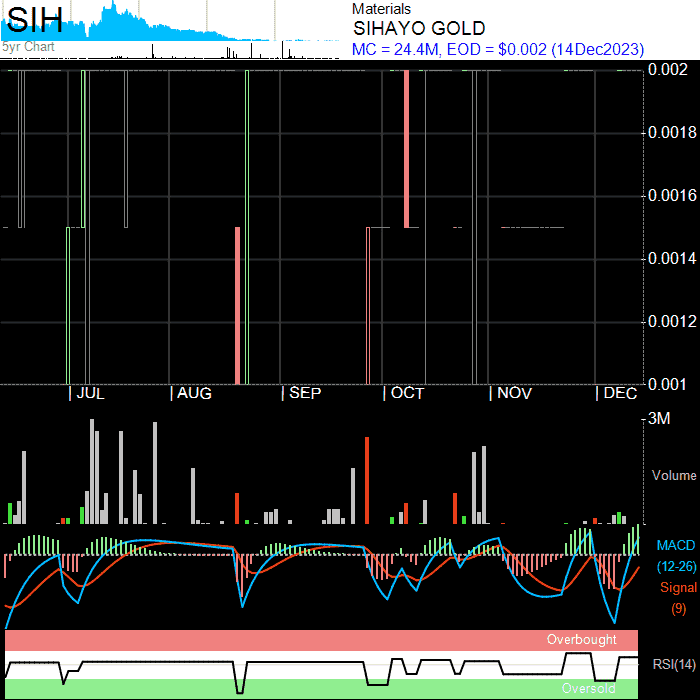 SIH
5yr Chart
Materials
SIHAYO GOLD
MC = 24.4M, EOD = $0.002 (14Dec2023)
0.002
0.0018
0.0016
0.0014
0.0012
0.001
| JUL | AUG | SEP | OCT | NOV | DEC
3M
Volume
MACD
(12-26)
Signal
(9)
Overbought
RSI(14)
Oversold